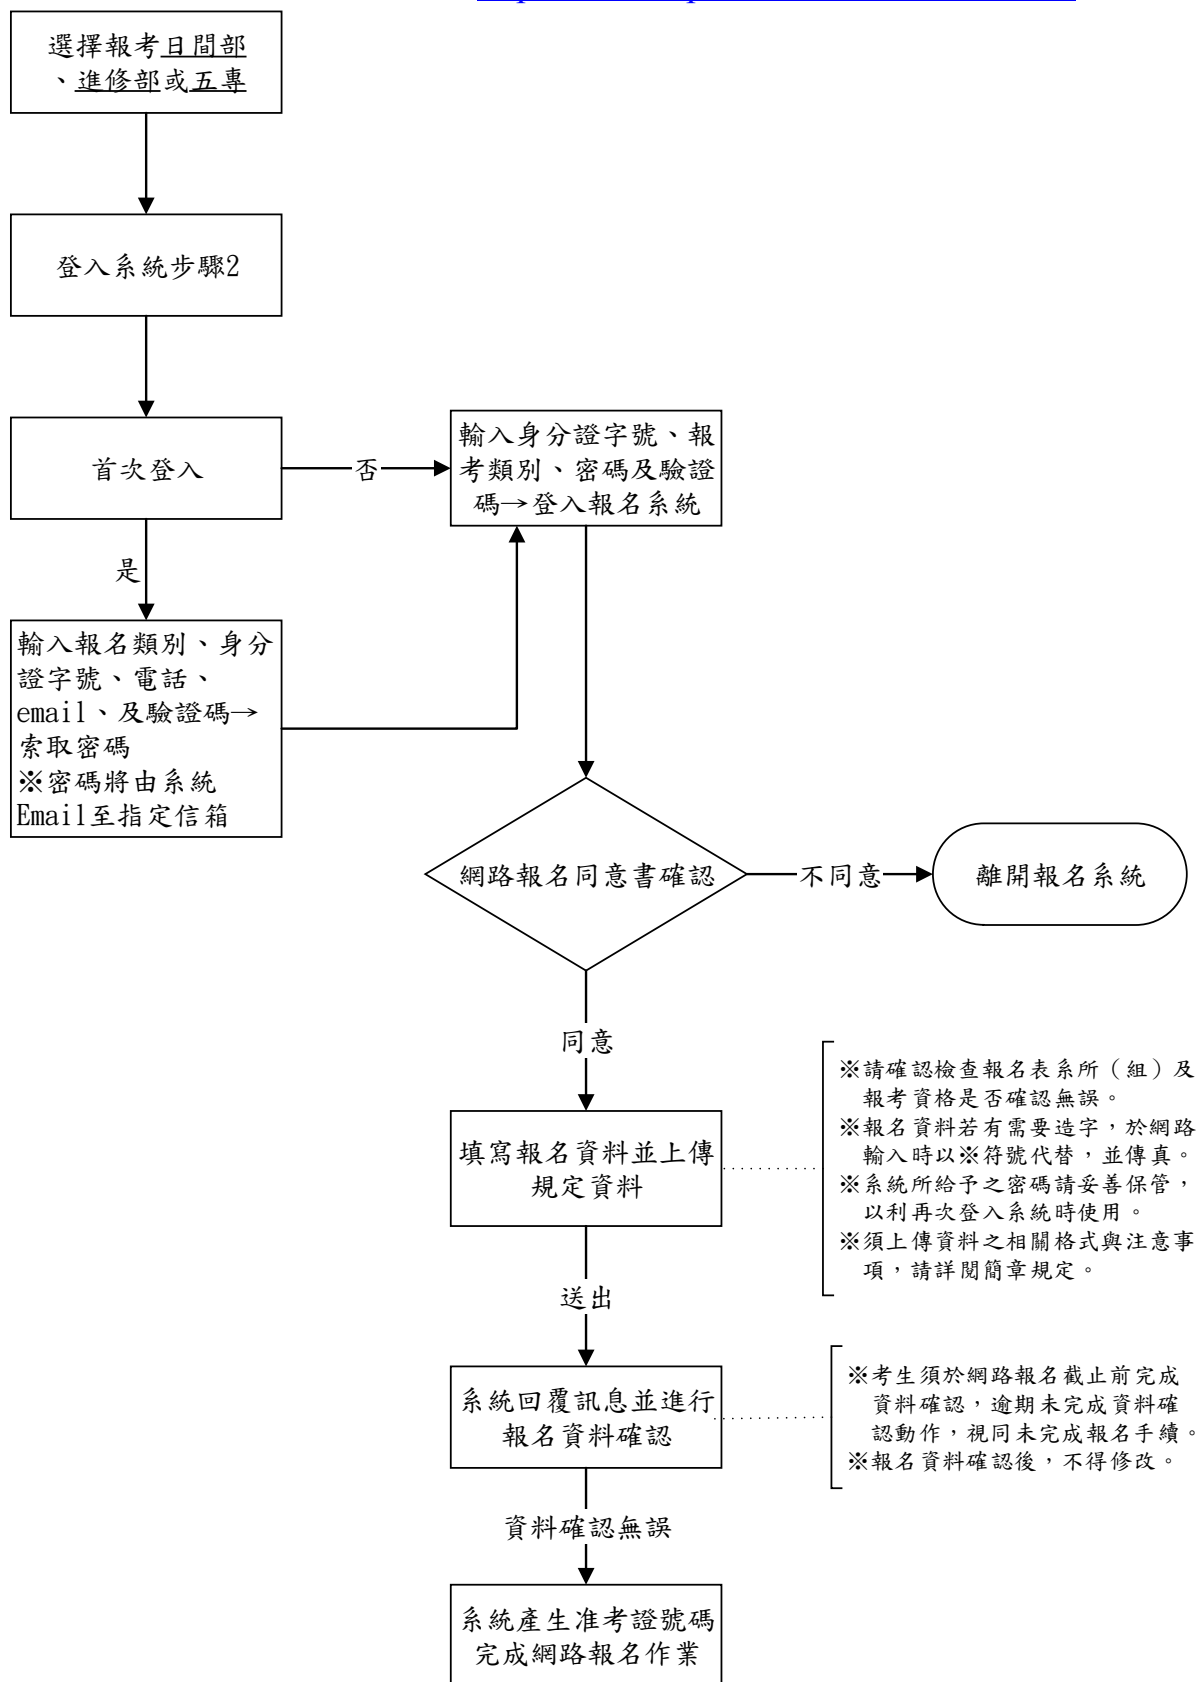 選擇報考日間部
、進修部或五專
登入系統步驟2
首次登入
否
輸入身分證字號、報
考類別、密碼及驗證
碼→登入報名系統
是
輸入報名類別、身分
證字號、電話、
email、及驗證碼→
索取密碼
※密碼將由系統
Email至指定信箱
網路報名同意書確認
不同意
離開報名系統
同意
填寫報名資料並上傳
規定資料
※請確認檢查報名表系所（組）及
報考資格是否確認無誤。
※報名資料若有需要造字，於網路
輸入時以※符號代替，並傳真。
※系統所給予之密碼請妥善保管，
以利再次登入系統時使用。
※須上傳資料之相關格式與注意事
項，請詳閱簡章規定。
送出
系統回覆訊息並進行
報名資料確認
※考生須於網路報名截止前完成
資料確認，逾期未完成資料確
認動作，視同未完成報名手續。
※報名資料確認後，不得修改。
資料確認無誤
系統產生准考證號碼
完成網路報名作業